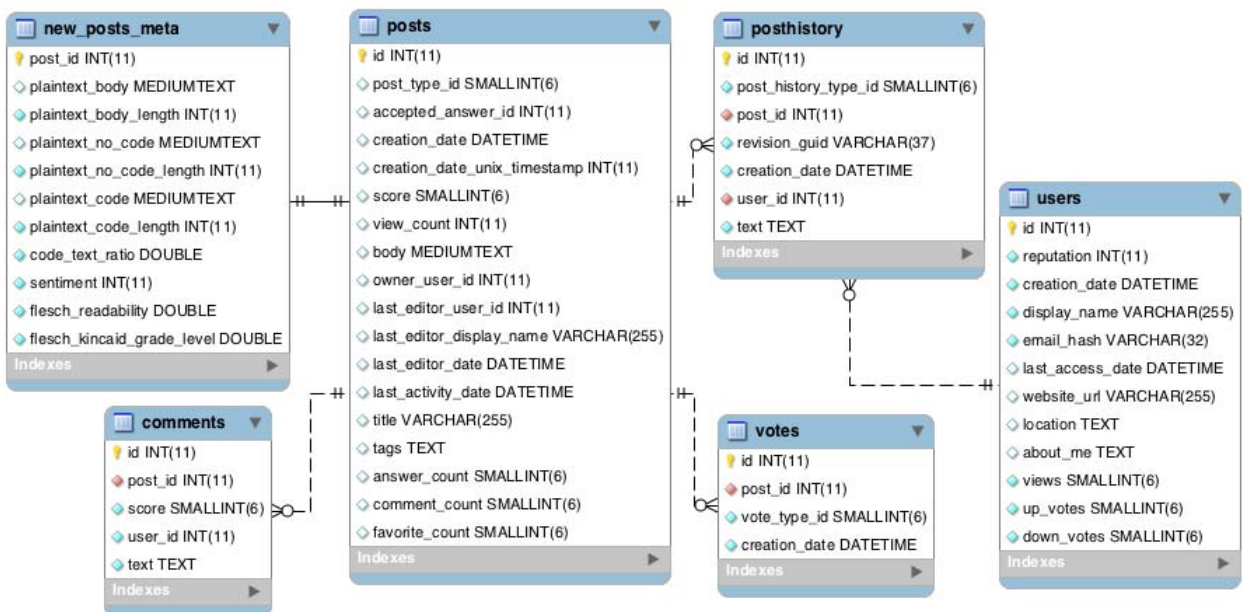 new_posts_meta
post_id INT(11)
plaintext_body MEDIUMTEXT
plaintext_body_length INT(11)
plaintext_no_code MEDIUMTEXT
plaintext_no_code_length INT(11)
plaintext_code MEDIUMTEXT
plaintext_code_length INT(11)
code_text_ratio DOUBLE
sentiment INT(11)
flesch_readability DOUBLE
flesch_kincaid_grade_level DOUBLE
Indexes
comments
id INT(11)
post_id INT(11)
score SMALLINT(6)
user_id INT(11)
text TEXT
Indexes
posts
id INT(11)
post_type_id SMALLINT(6)
accepted_answer_id INT(11)
creation_date DATETIME
creation_date_unix_timestamp INT(11)
score SMALLINT(6)
view_count INT(11)
body MEDIUMTEXT
owner_user_id INT(11)
last_editor_user_id INT(11)
last_editor_display_name VARCHAR(255)
last_editor_date DATETIME
last_activity_date DATETIME
title VARCHAR(255)
tags TEXT
answer_count SMALLINT(6)
comment_count SMALLINT(6)
favorite_count SMALLINT(6)
Indexes
posthistory
id INT(11)
post_history_type_id SMALLINT(6)
post_id INT(11)
revision_guid VARCHAR(37)
creation_date DATETIME
user_id INT(11)
text TEXT
Indexes
votes
id INT(11)
post_id INT(11)
vote_type_id SMALLINT(6)
creation_date DATETIME
Indexes
users
id INT(11)
reputation INT(11)
creation_date DATETIME
display_name VARCHAR(255)
email_hash VARCHAR(32)
last_access_date DATETIME
website_url VARCHAR(255)
location TEXT
about_me TEXT
views SMALLINT(6)
up_votes SMALLINT(6)
down_votes SMALLINT(6)
Indexes